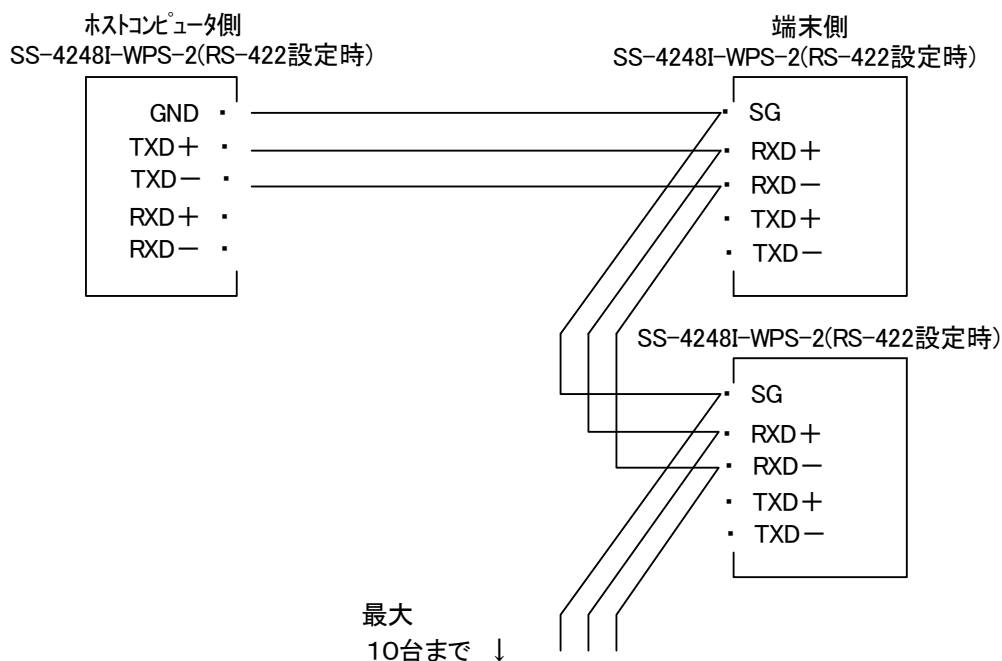 ﾎｽﾄｺﾝﾋﾟｭｰﾀ側
SS-4248I-WPS-2(RS-422設定時)
GND
TXD＋
TXD－
RXD＋
RXD－
端末側
SS-4248I-WPS-2(RS-422設定時)
SG
RXD＋
RXD－
TXD＋
TXD－
SS-4248I-WPS-2(RS-422設定時)
SG
RXD＋
RXD－
TXD＋
TXD－
最大
１０台まで ↓